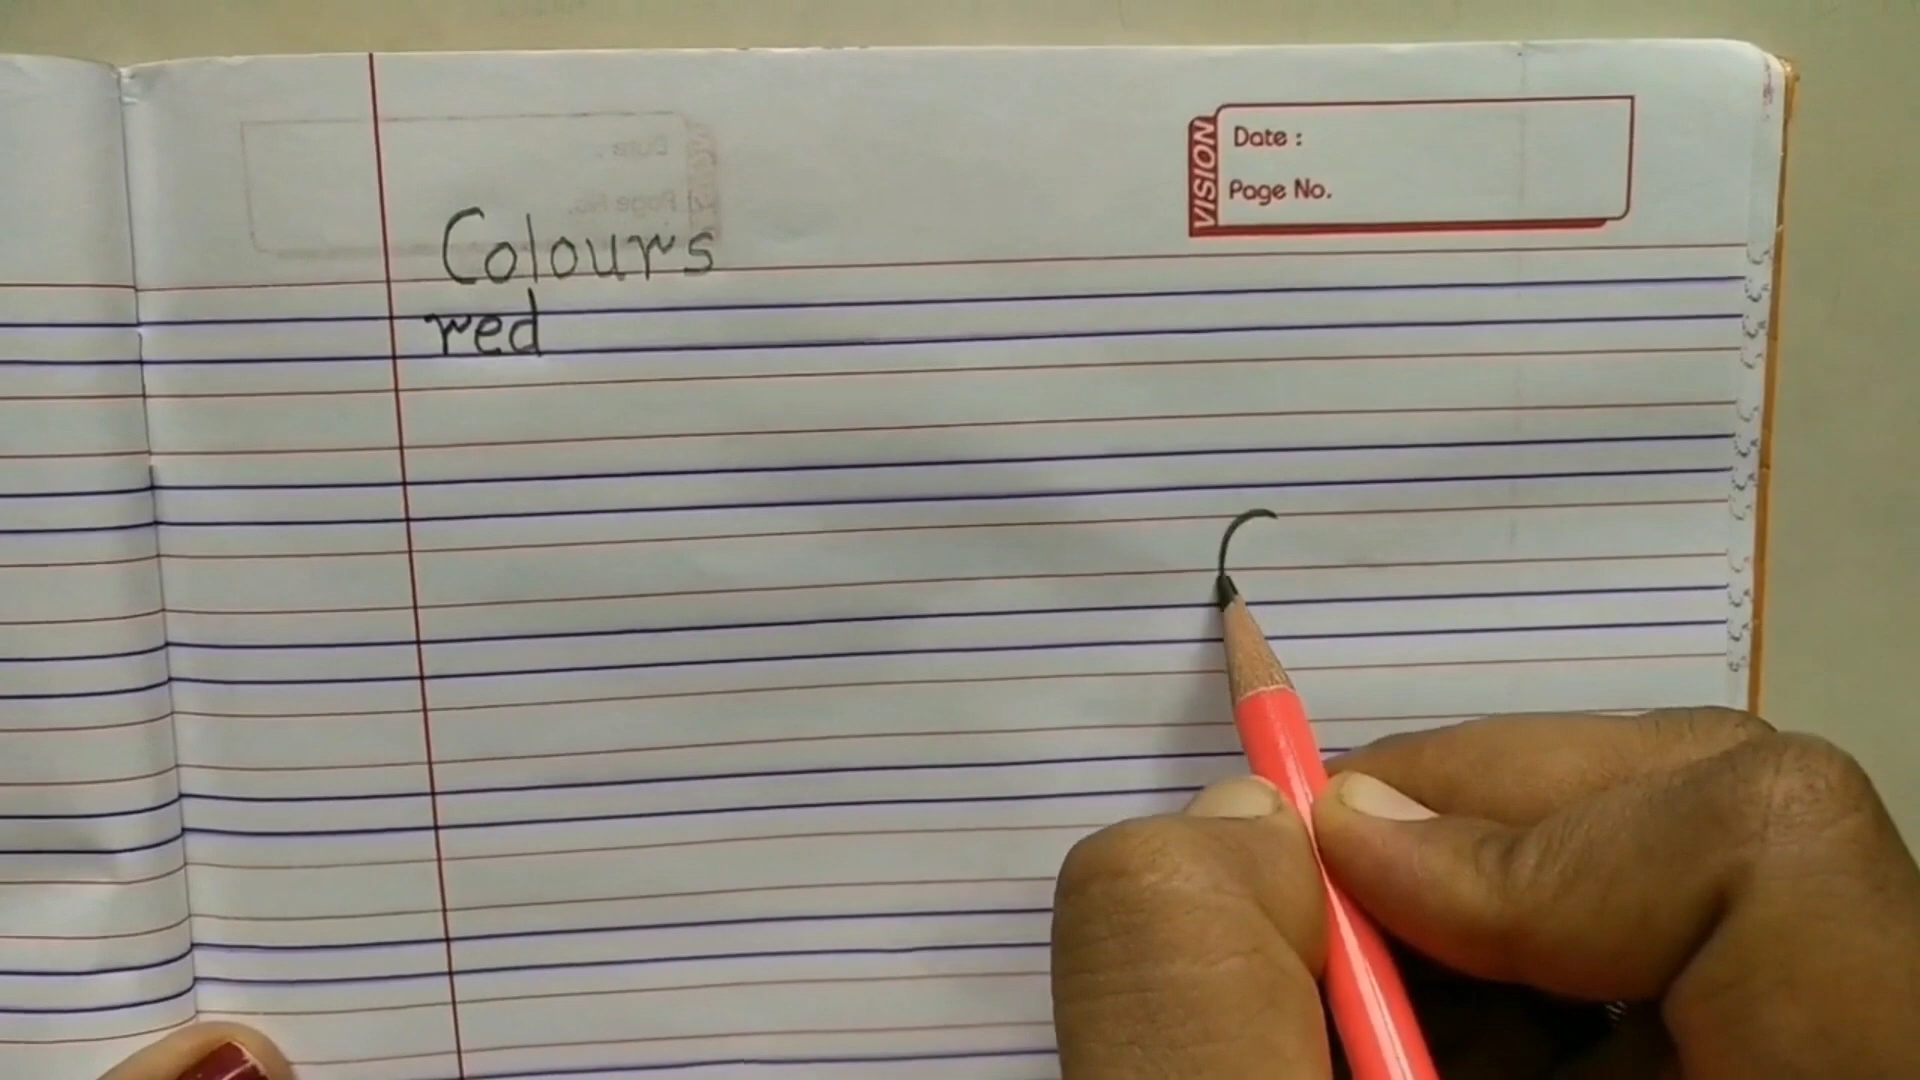 VISION
Date :
Page No.
Colours
red